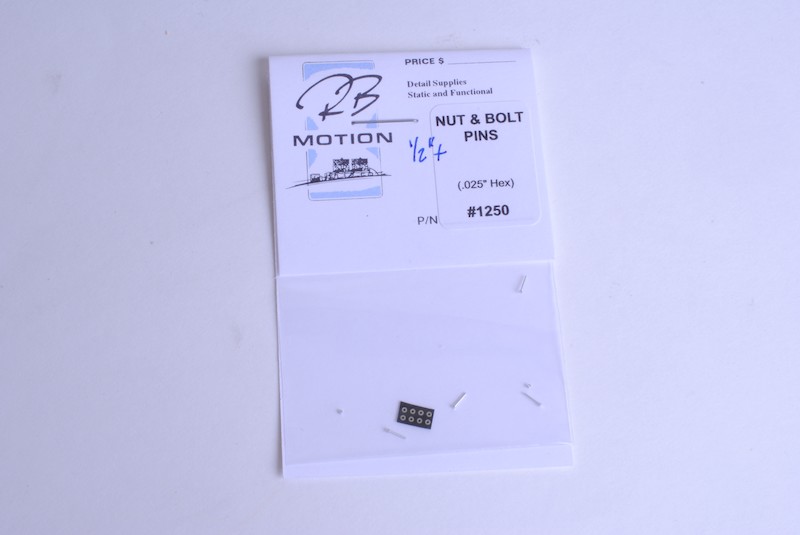 PRICE $
Detail Supplies
Static and Functional
RB
MOTION
1/2" +
NUT & BOLT
PINS
(.025" Hex)
P/N
#1250